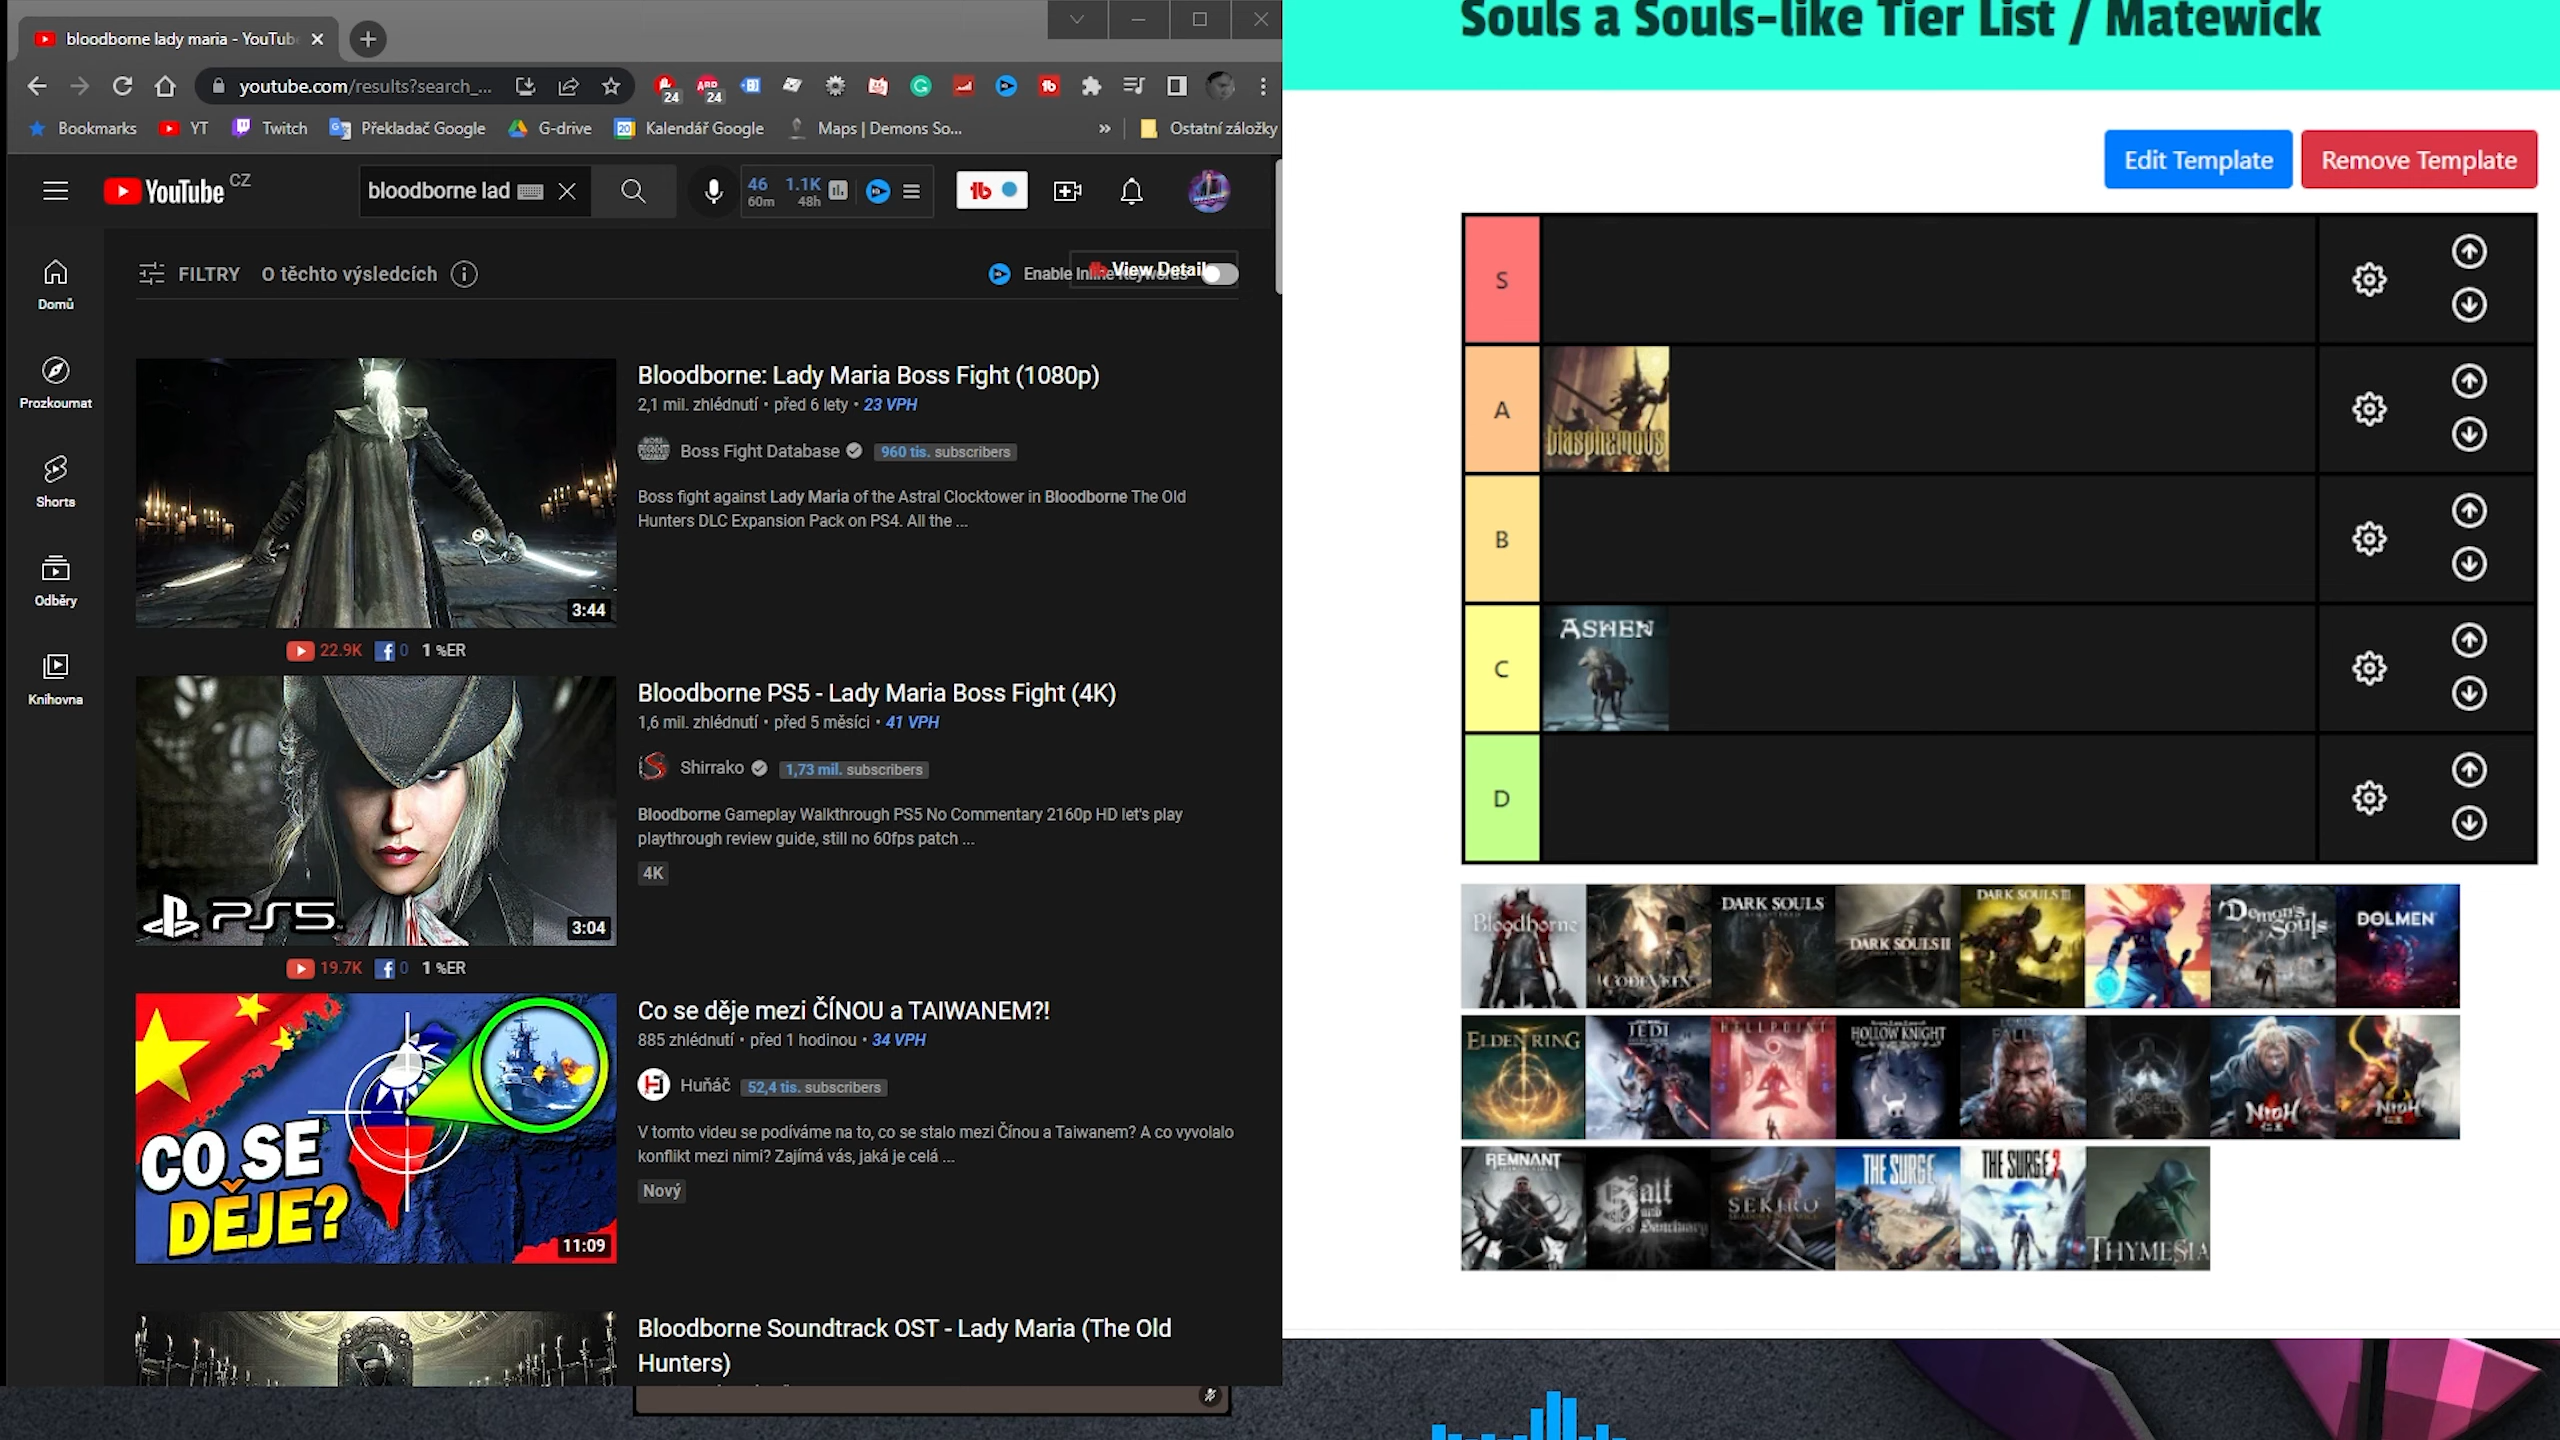 bloodborne lady maria - YouTube
youtube.com/results?search_...
24
24
Bookmarks
YT
Twitch
Překladač Google
G-drive
20
Kalendář Google
Maps | Demons So...
»
Ostatní záložky
YouTube CZ
bloodborne lad
46
60m
1.1K
48h
Domů
Prozkoumat
Shorts
Odběry
Knihovna
FILTRY
O těchto výsledcích
Enable Inline Keywords
View Detail
3:44
Bloodborne: Lady Maria Boss Fight (1080p)
2,1 mil. zhlédnutí • před 6 lety • 23 VPH
Boss Fight Database
960 tis. subscribers
Boss fight against Lady Maria of the Astral Clocktower in Bloodborne The Old
Hunters DLC Expansion Pack on PS4. All the ...
22.9K 0 1 %ER
PS5
3:04
Bloodborne PS5 - Lady Maria Boss Fight (4K)
1,6 mil. zhlédnutí • před 5 měsíci • 41 VPH
Shirrako
1,73 mil. subscribers
Bloodborne Gameplay Walkthrough PS5 No Commentary 2160p HD let's play
playthrough review guide, still no 60fps patch ...
4K
19.7K 0 1 %ER
CO SE
DĚJE?
11:09
Co se děje mezi ČÍNOU a TAIWANEM?!
885 zhlédnutí • před 1 hodinou • 34 VPH
Huňáč
52,4 tis. subscribers
V tomto videu se podíváme na to, co se stalo mezi Čínou a Taiwanem? A co vyvolalo
konflikt mezi nimi? Zajímá vás, jaká je celá ...
Nový
Bloodborne Soundtrack OST - Lady Maria (The Old
Hunters)
Souls a Souls-like Tier List / Matewick
Edit Template
Remove Template
S
A
blasphemous
B
C
ASHEN
D
Bloodborne
CODE VEIN
DARK SOULS
REMASTERED
DARK SOULS II
DARK SOULS III
Demon's Souls
DOLMEN
ELDEN RING
JEDI
HELLPOINT
HOLLOW KNIGHT
FALLEN
NIOH
NIOH
REMNANT
Salt and Sanctuary
SEKIRO
THE SURGE
THE SURGE 2
THYMESIA